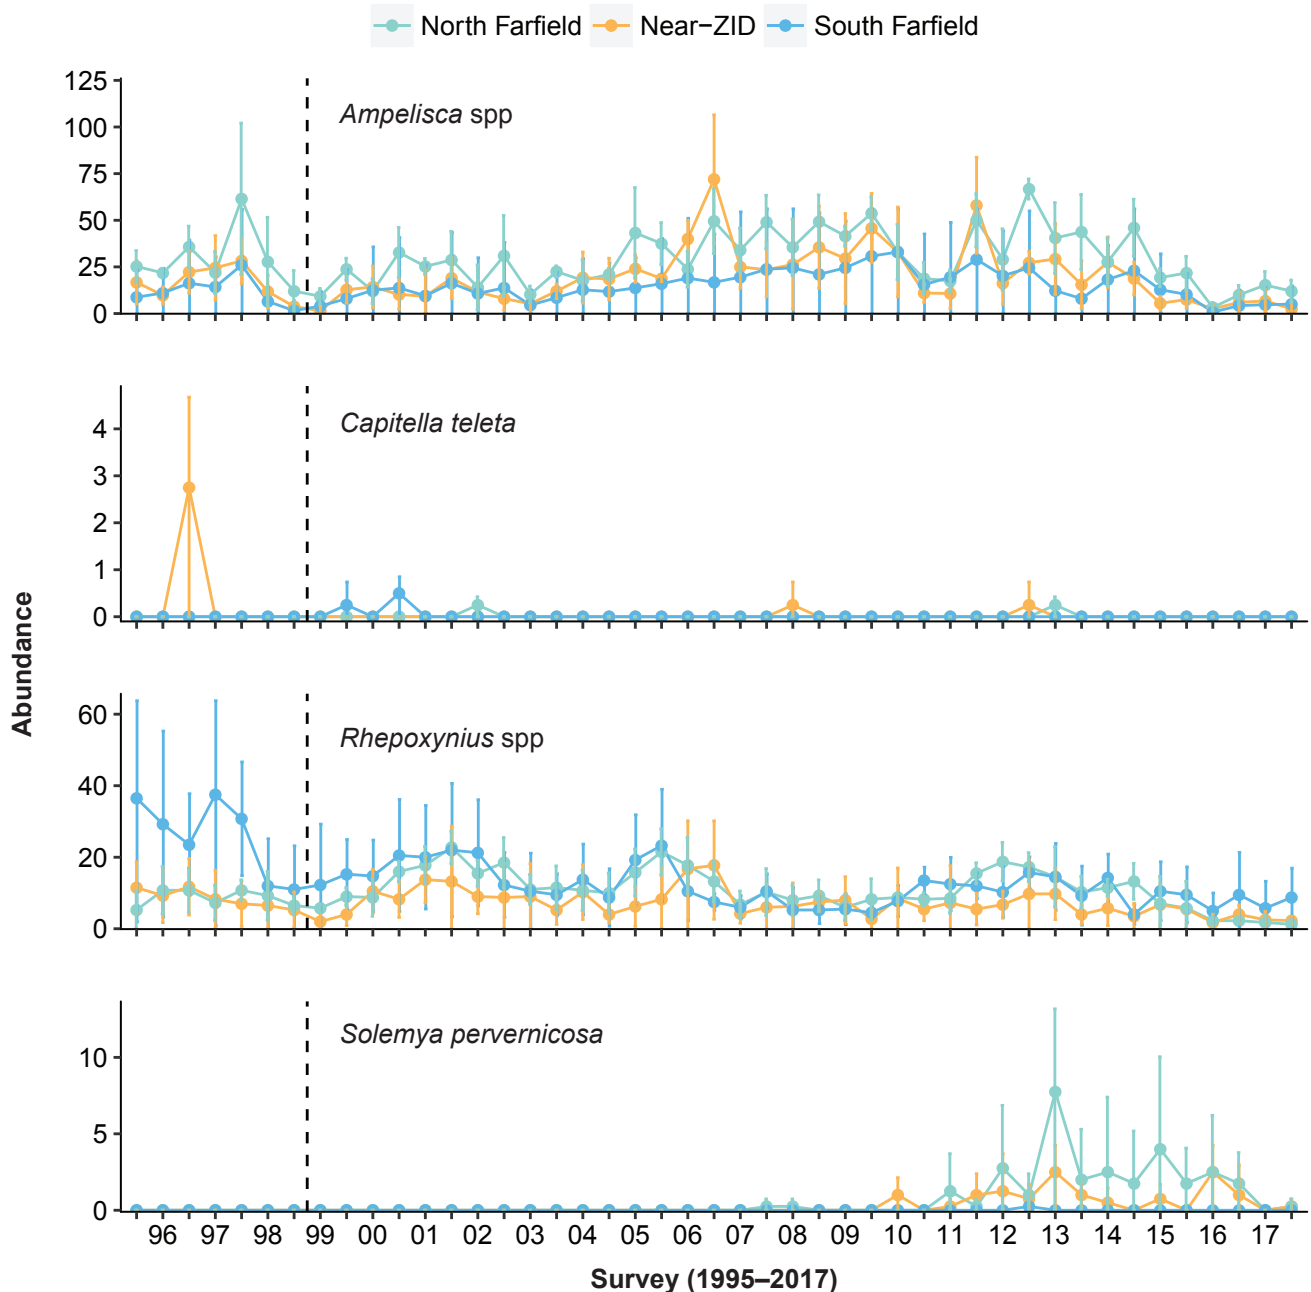 North Farfield Near−ZID South Farfield
Ampelisca spp
125
100
75
50
25
0
Capitella teleta
4
3
2
1
0
Abundance
Rhepoxynius spp
60
40
20
0
Solemya pervernicosa
10
5
0
96 97 98 99 00 01 02 03 04 05 06 07 08 09 10 11 12 13 14 15 16 17
Survey (1995–2017)